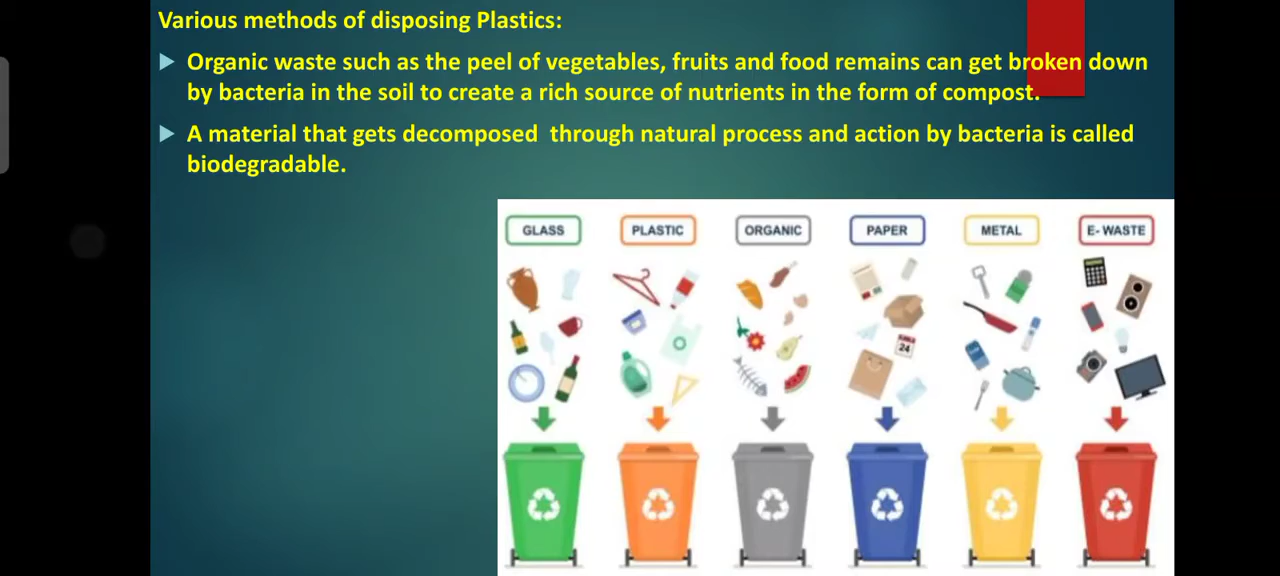 Various methods of disposing Plastics:
Organic waste such as the peel of vegetables, fruits and food remains can get broken down
by bacteria in the soil to create a rich source of nutrients in the form of compost.
A material that gets decomposed through natural process and action by bacteria is called
biodegradable.
GLASS PLASTIC ORGANIC PAPER METAL E- WASTE
24